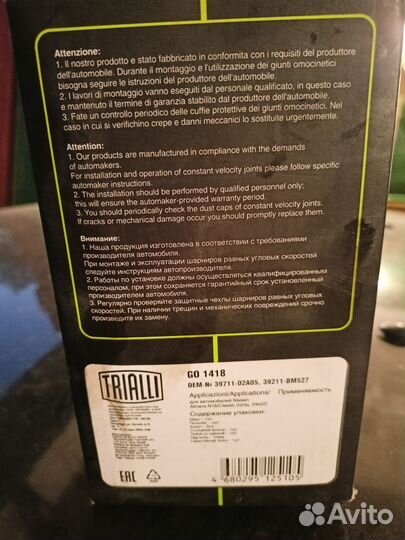 Attenzione:
1. Il nostro prodotto e stato fabbricato in conformita con i requisiti del produttore
dell'automobile. Durante il montaggio e l'utilizzazione dei giunti omocinetici
bisogna seguire le istruzioni del produttore dell'automobile.
2. I lavori di montaggio vanno eseguiti dal personale qualificato, in questo caso
e mantenuto il termine di garanzia stabilito dal produttore dell'automobile.
3. Fate un controllo periodico delle cuffie protettive dei giunti omocinetici. Nel
caso in cui si verifichino crepe e danni meccanici lo sostituite urgentemente.
Attention:
1. Our products are manufactured in compliance with the demands
of automakers.
For installation and operation of constant velocity joints please follow specific
automaker instructions.
2. The installation should be performed by qualified personnel only;
this will ensure the automaker-provided warranty period.
3. You should periodically check the dust caps of constant velocity joints.
If cracks or mechanical damage occur you should promptly replace them.
Внимание:
1. Наша продукция изготовлена в соответствии с требованиями
производителя автомобиля.
При монтаже и эксплуатации шарниров равных угловых скоростей
следуйте инструкциям автопроизводителя.
2. Работы по установке должны осуществляться квалифицированным
персоналом, при этом сохраняется гарантийный срок установленный
производителем автомобиля.
3. Регулярно проверяйте защитные чехлы шарниров равных угловых
скоростей. При наличии трещин и механических повреждений срочно
произведите их замену.
TRIALLI
GO 1418
OEM-№ 39711-02A05, 39211-BM527
Applicazioni/Applications/ Применяемость
для автомобилей Nissan
Almera N16/Classic
Содержание упаковки:
EAC
4 680295 125105
Avito